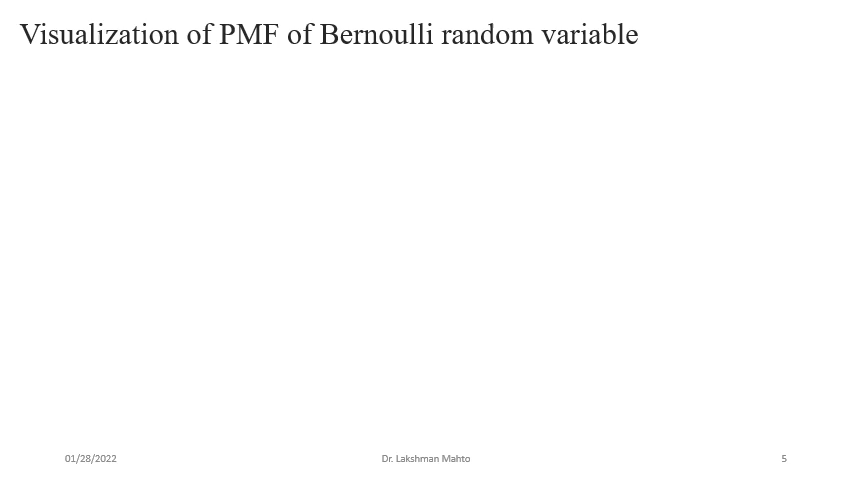 Visualization of PMF of Bernoulli random variable
01/28/2022
Dr. Lakshman Mahto
5